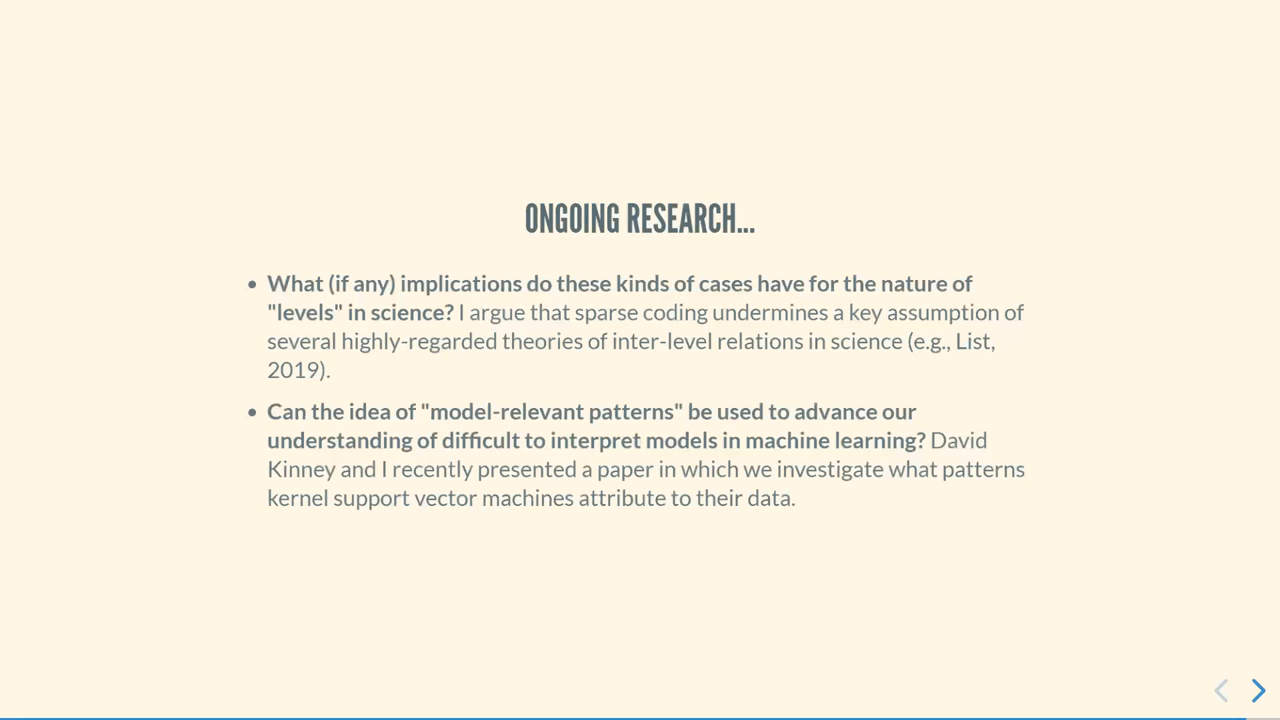 ONGOING RESEARCH...
• What (if any) implications do these kinds of cases have for the nature of
"levels" in science? I argue that sparse coding undermines a key assumption of
several highly-regarded theories of inter-level relations in science (e.g., List,
2019).
• Can the idea of "model-relevant patterns" be used to advance our
understanding of difficult to interpret models in machine learning? David
Kinney and I recently presented a paper in which we investigate what patterns
kernel support vector machines attribute to their data.